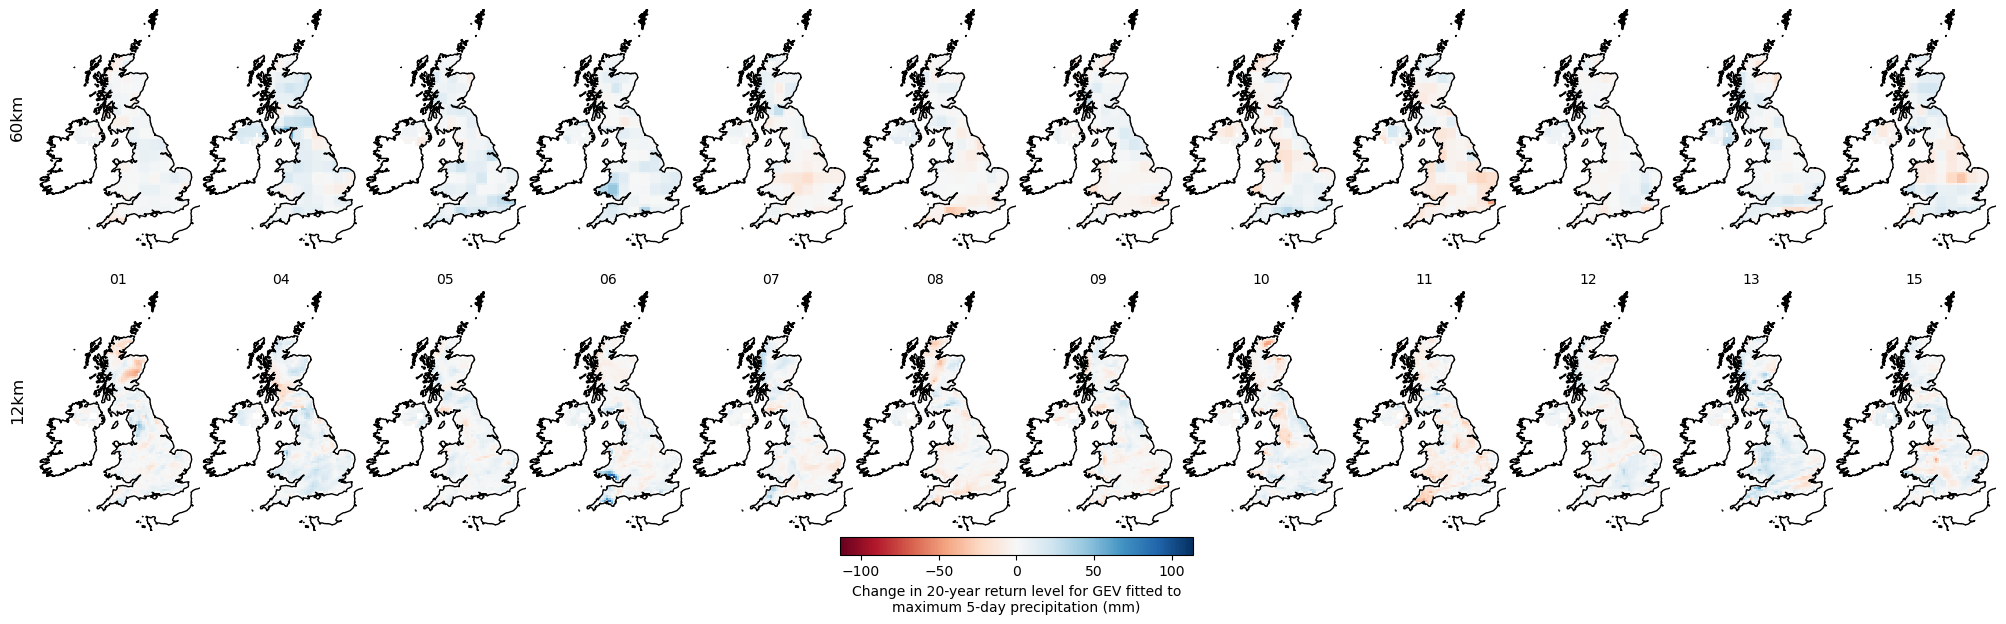 60km
01 04 05 06 07 08 09 10 11 12 13 15
12km
−100 −50 0 50 100
Change in 20-year return level for GEV fitted to
maximum 5-day precipitation (mm)